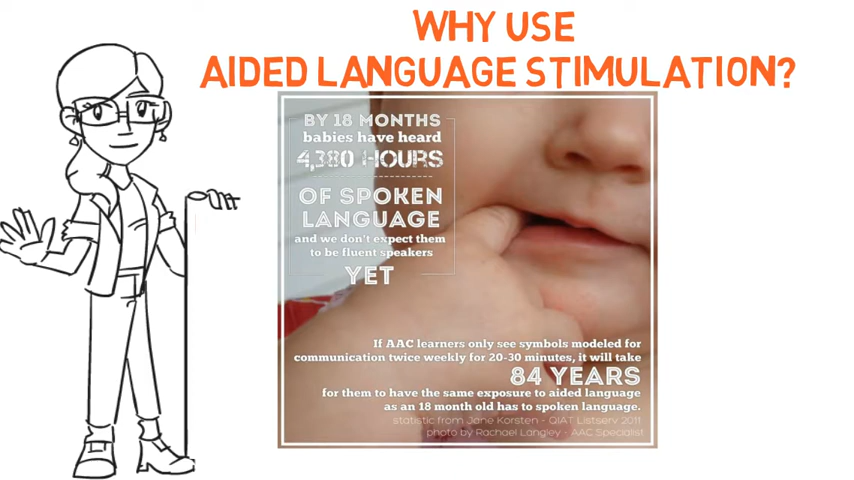 WHY USE
AIDED LANGUAGE STIMULATION?
BY 18 MONTHS
babies have heard
4,380 HOURS
OF SPOKEN
LANGUAGE
and we don't expect them
to be fluent speakers
YET
If AAC learners only see symbols modeled for
communication twice weekly for 20-30 minutes, it will take
84 YEARS
for them to have the same exposure to aided language
as an 18 month old has to spoken language.
statistic from Jane Korsten - QIAT Listserv 2011
photo by Rachael Langley - AAC Specialist